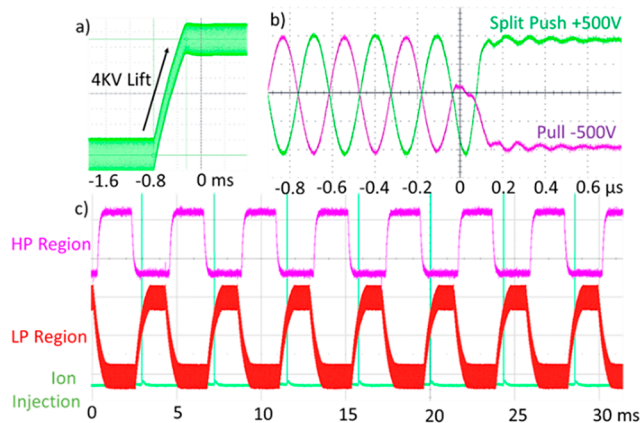 a)
4KV Lift
-1.6 -0.8 0 ms
b)
Split Push +500V
Pull -500V
-0.8 -0.6 -0.4 -0.2 0 0.2 0.4 0.6 µs
c)
HP Region
LP Region
Ion
Injection
0 5 10 15 20 25 30 ms